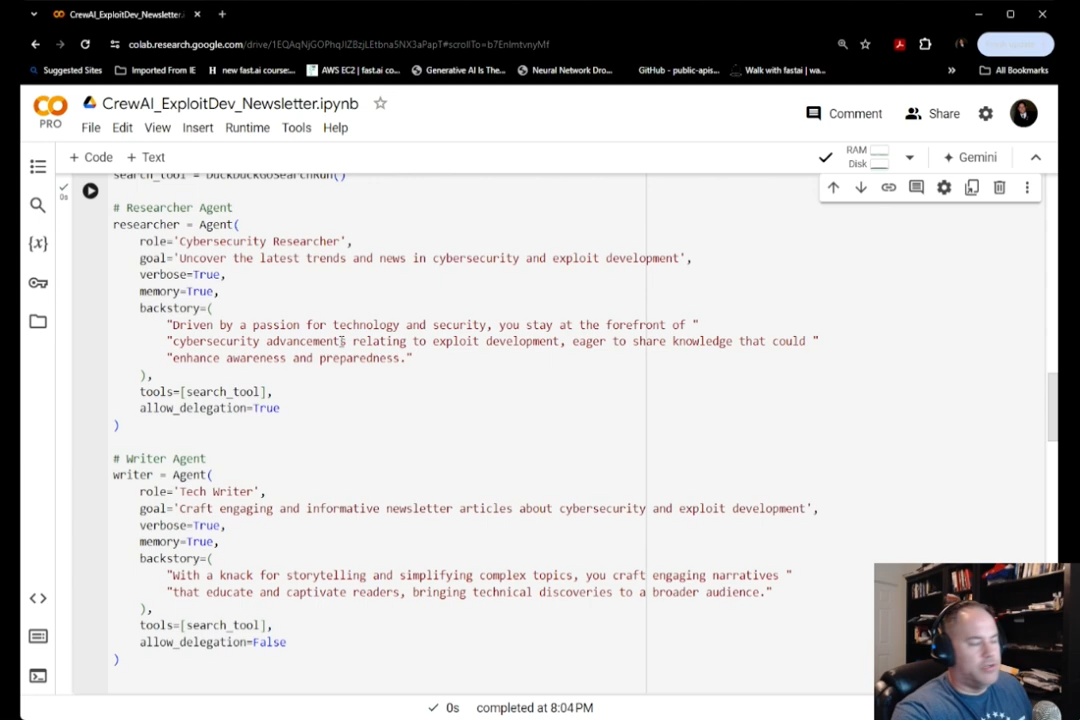 CrewAI_ExploitDev_Newsletter.
colab.research.google.com/drive/1EQAqNjGOPhqJIZBzjLEtbna5NX3aPapT#scrollTo=b7EnlmtvnyMf
Suggested Sites Imported From IE new fast.ai course:... AWS EC2 | fast.ai co... Generative AI Is The... Neural Network Dro... GitHub - public-apis... Walk with fastai | wa... » All Bookmarks
CO
PRO
CrewAI_ExploitDev_Newsletter.ipynb
Comment Share
File Edit View Insert Runtime Tools Help
+ Code + Text RAM Disk Gemini
search_tool = DuckDuckGoSearchRun()
0s
# Researcher Agent
researcher = Agent(
role='Cybersecurity Researcher',
goal='Uncover the latest trends and news in cybersecurity and exploit development',
verbose=True,
memory=True,
backstory=(
"Driven by a passion for technology and security, you stay at the forefront of "
"cybersecurity advancements relating to exploit development, eager to share knowledge that could "
"enhance awareness and preparedness."
),
tools=[search_tool],
allow_delegation=True
)
# Writer Agent
writer = Agent(
role='Tech Writer',
goal='Craft engaging and informative newsletter articles about cybersecurity and exploit development',
verbose=True,
memory=True,
backstory=(
"With a knack for storytelling and simplifying complex topics, you craft engaging narratives "
"that educate and captivate readers, bringing technical discoveries to a broader audience."
),
tools=[search_tool],
allow_delegation=False
)
0s completed at 8:04PM